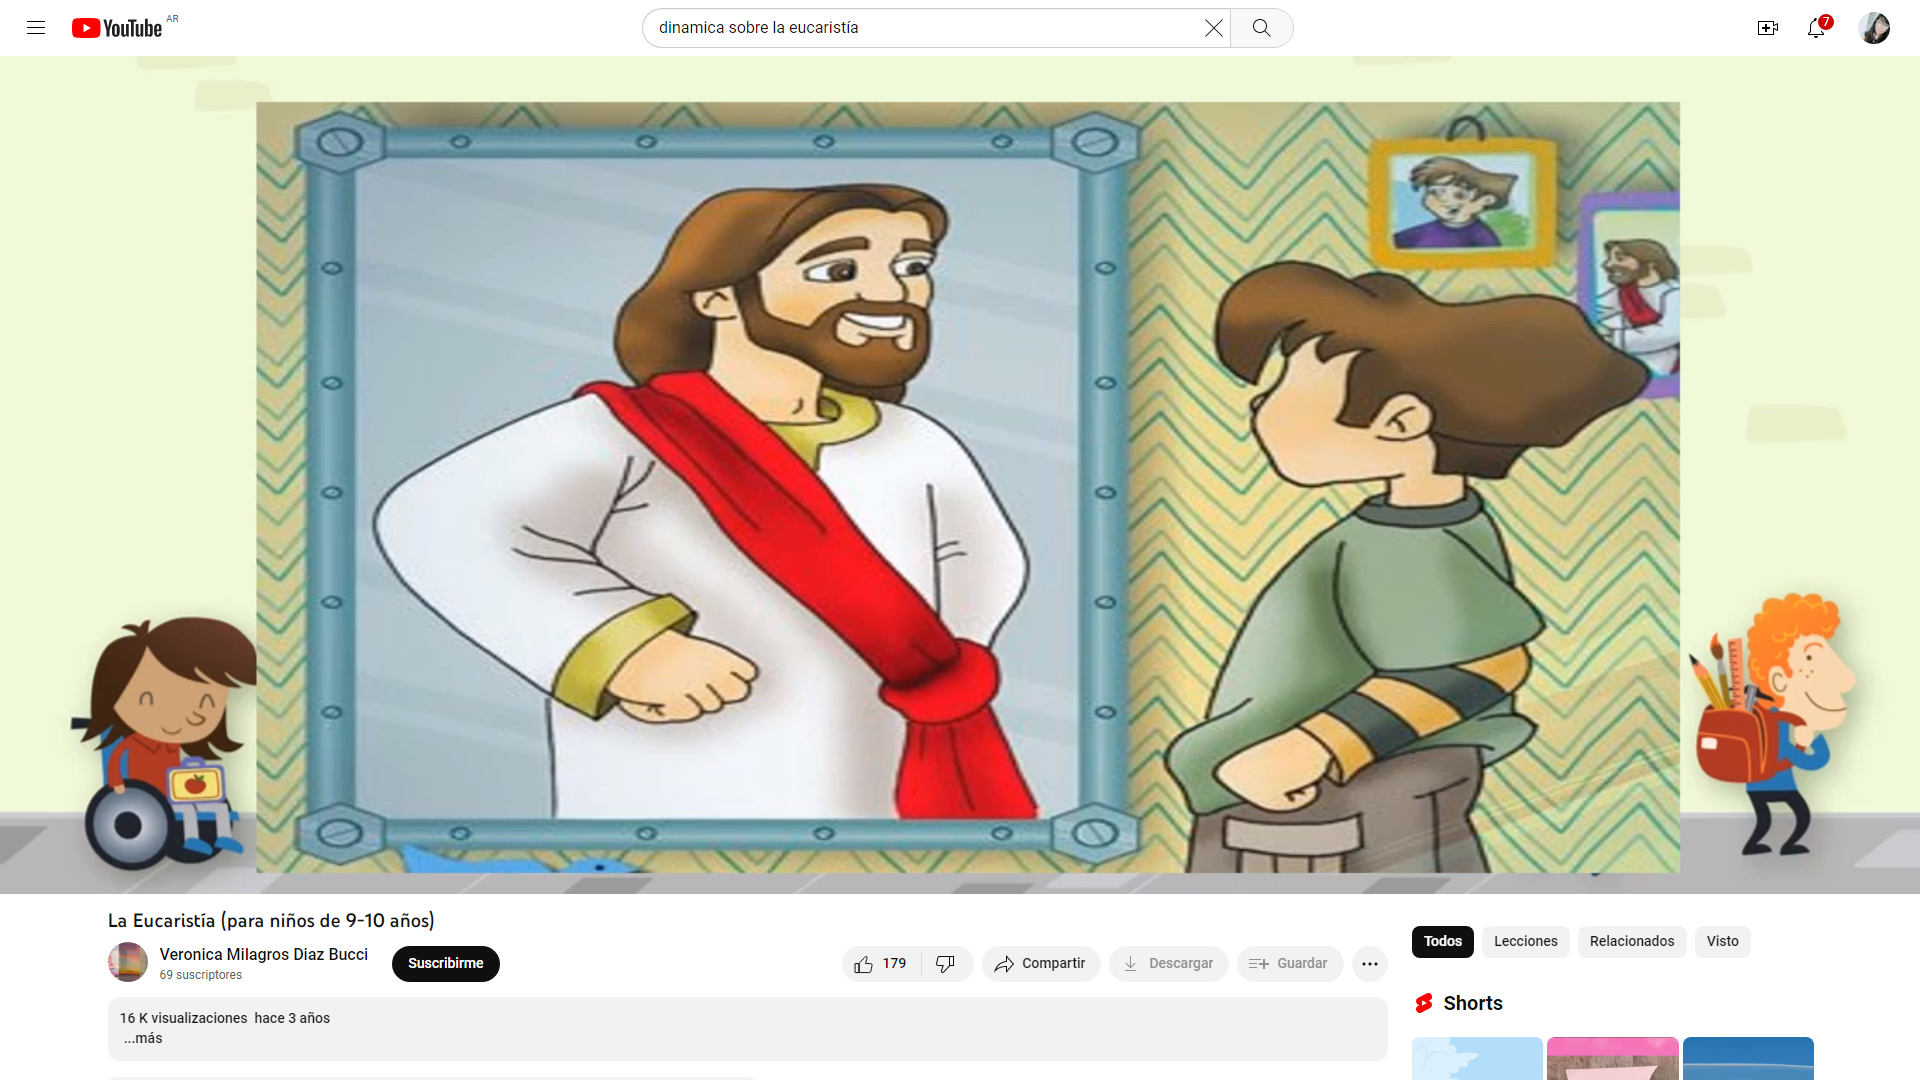 YouTube AR
dinamica sobre la eucaristía
7
La Eucaristía (para niños de 9-10 años)
Veronica Milagros Diaz Bucci
69 suscriptores
Suscribirme
179
Compartir
Descargar
Guardar
16 K visualizaciones hace 3 años
...más
Todos
Lecciones
Relacionados
Visto
Shorts